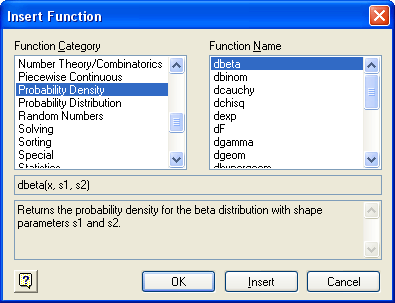 Insert Function
Function Category
Function Name
Number Theory/Combinatorics
Piecewise Continuous
Probability Density
Probability Distribution
Random Numbers
Solving
Sorting
Special
Statistics
dbeta
dbinom
dcauchy
dchisq
dexp
dF
dgamma
dgeom
dhypergeom
dbeta(x, s1, s2)
Returns the probability density for the beta distribution with shape
parameters s1 and s2.
?
OK
Insert
Cancel